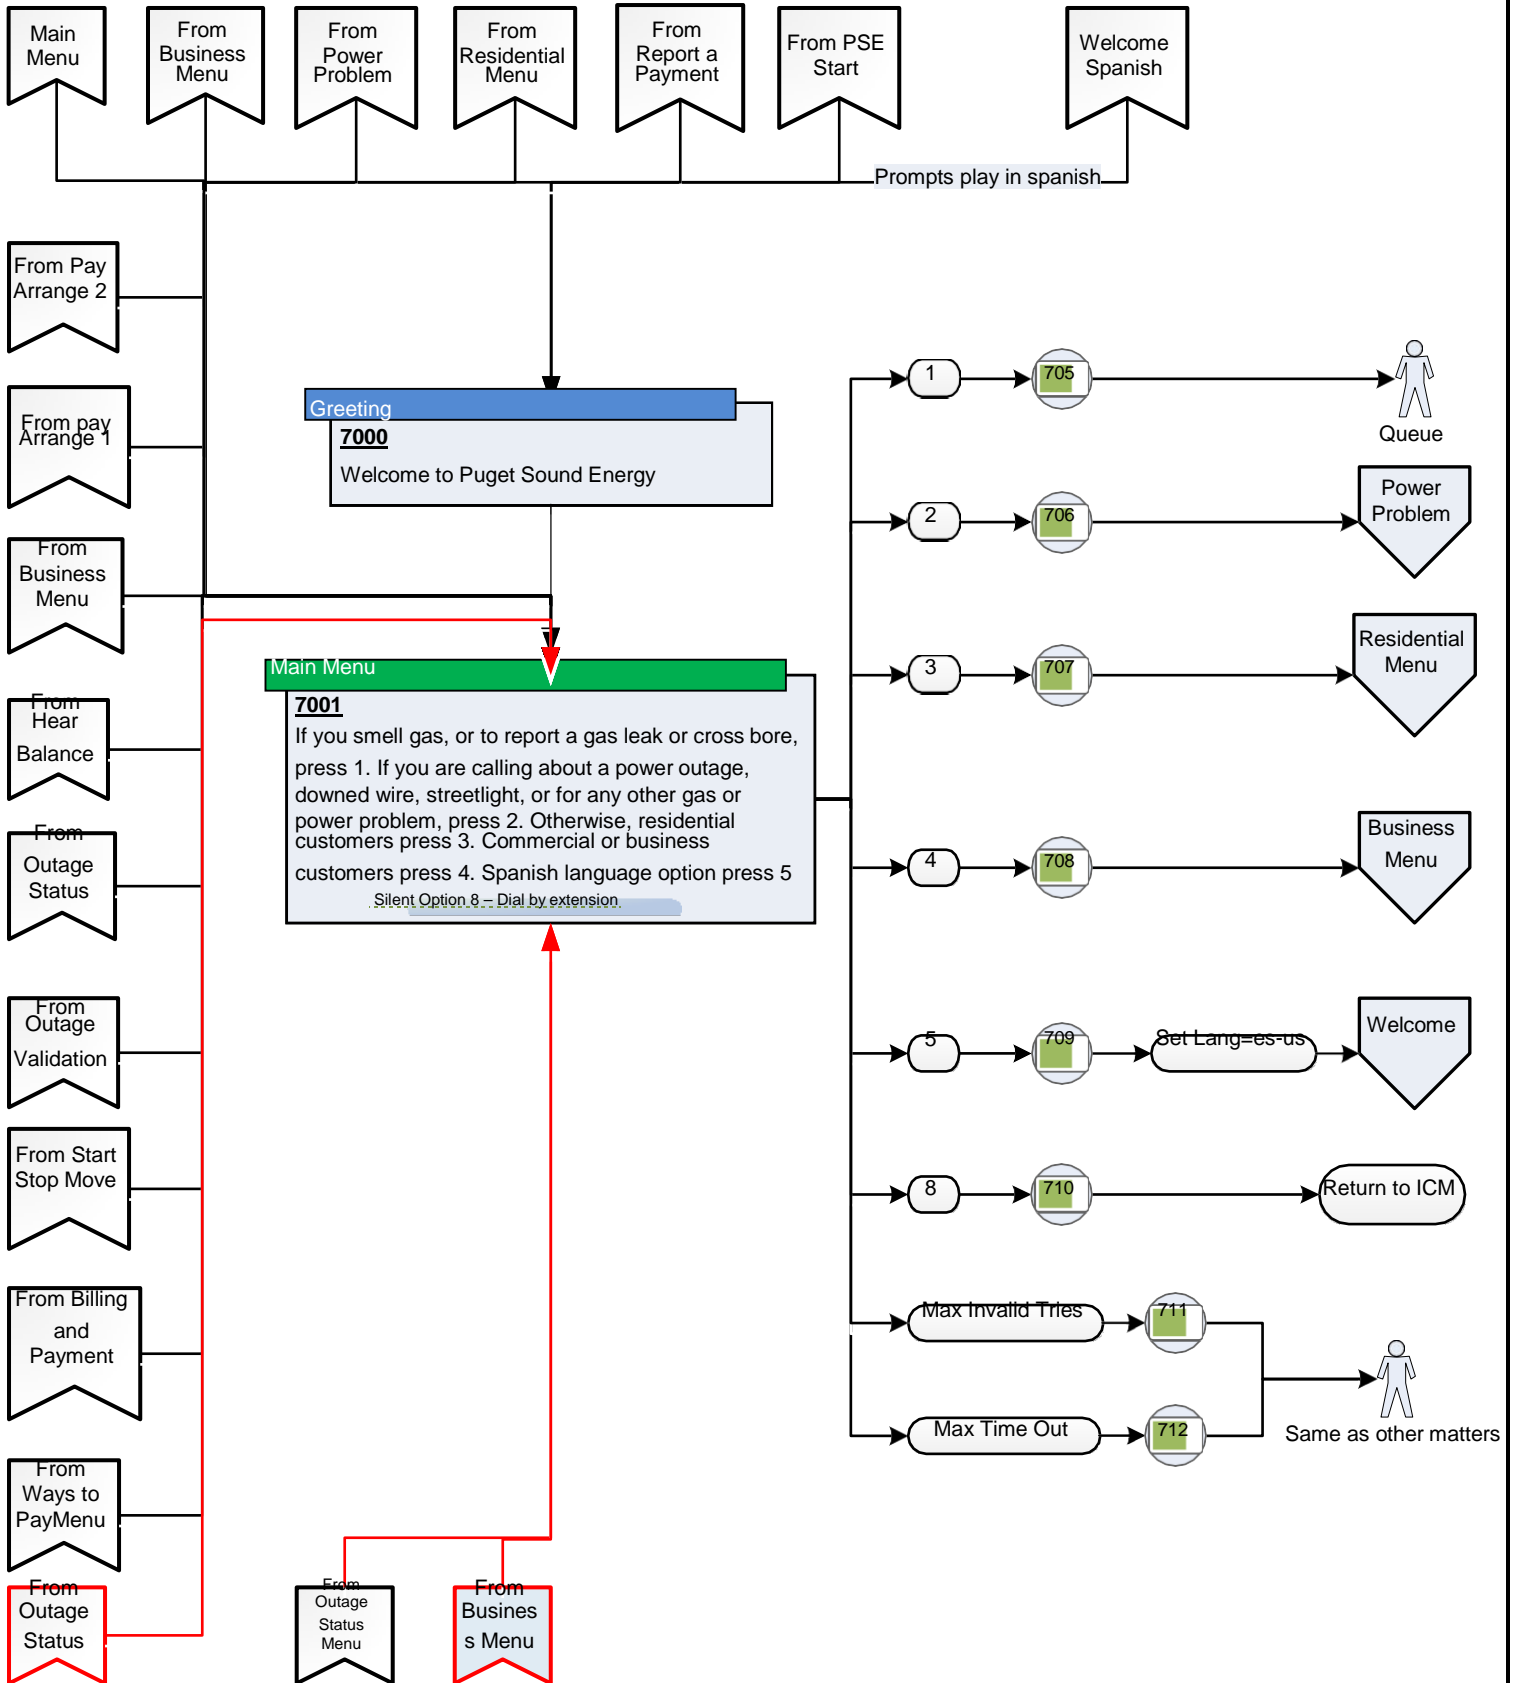 Main
Menu
From
Business
Menu
From
Power
Problem
From
Residential
Menu
From
Report a
Payment
From PSE
Start
Welcome
Spanish
Prompts play in spanish
From Pay
Arrange 2
From pay
Arrange 1
From
Business
Menu
From
Hear
Balance
From
Outage
Status
From
Outage
Validation
From Start
Stop Move
From Billing
and
Payment
From
Ways to
PayMenu
From
Outage
Status
Greeting
7000
Welcome to Puget Sound Energy
Main Menu
7001
If you smell gas, or to report a gas leak or cross bore,
press 1. If you are calling about a power outage,
downed wire, streetlight, or for any other gas or
power problem, press 2. Otherwise, residential
customers press 3. Commercial or business
customers press 4. Spanish language option press 5
Silent Option 8 – Dial by extension
From
Outage
Status
Menu
From
Busines
s Menu
1
705
Queue
2
706
Power
Problem
3
707
Residential
Menu
4
708
Business
Menu
5
709
Set Lang=es-us
Welcome
8
710
Return to ICM
Max Invalid Tries
711
Max Time Out
712
Same as other matters